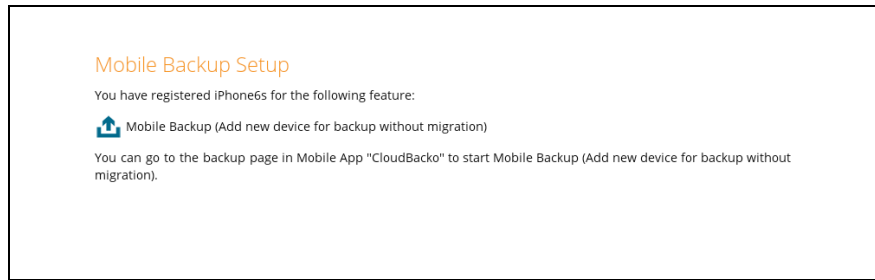 Mobile Backup Setup
You have registered iPhone6s for the following feature:
Mobile Backup (Add new device for backup without migration)
You can go to the backup page in Mobile App "CloudBacko" to start Mobile Backup (Add new device for backup without
migration).